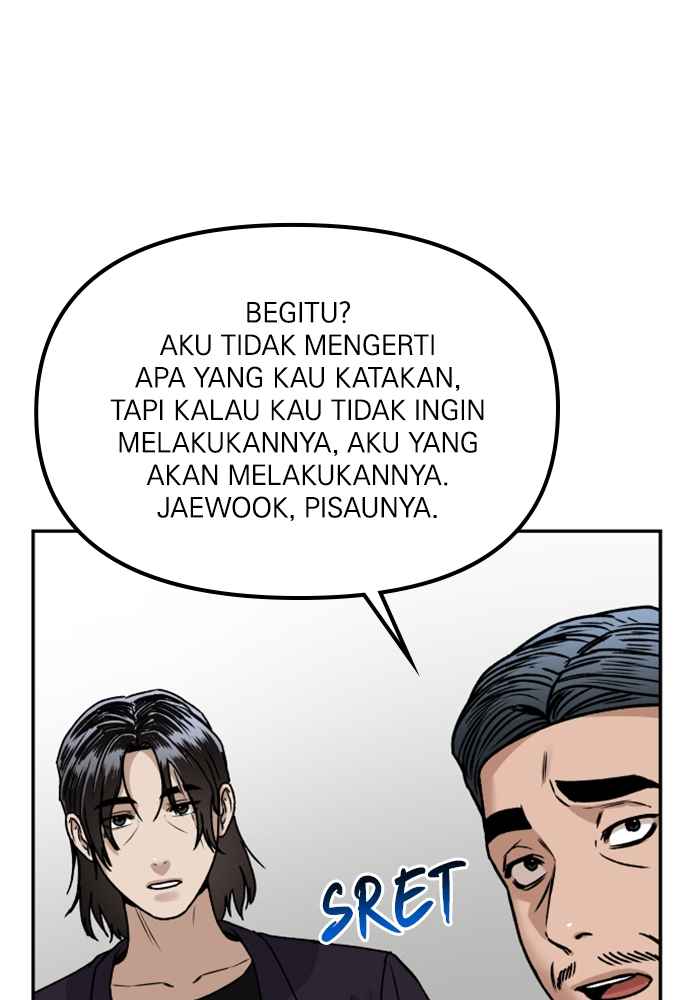 BEGITU?
AKU TIDAK MENGERTI
APA YANG KAU KATAKAN,
TAPI KALAU KAU TIDAK INGIN
MELAKUKANNYA, AKU YANG
AKAN MELAKUKANNYA.
JAEWOOK, PISAUNYA.
SRET